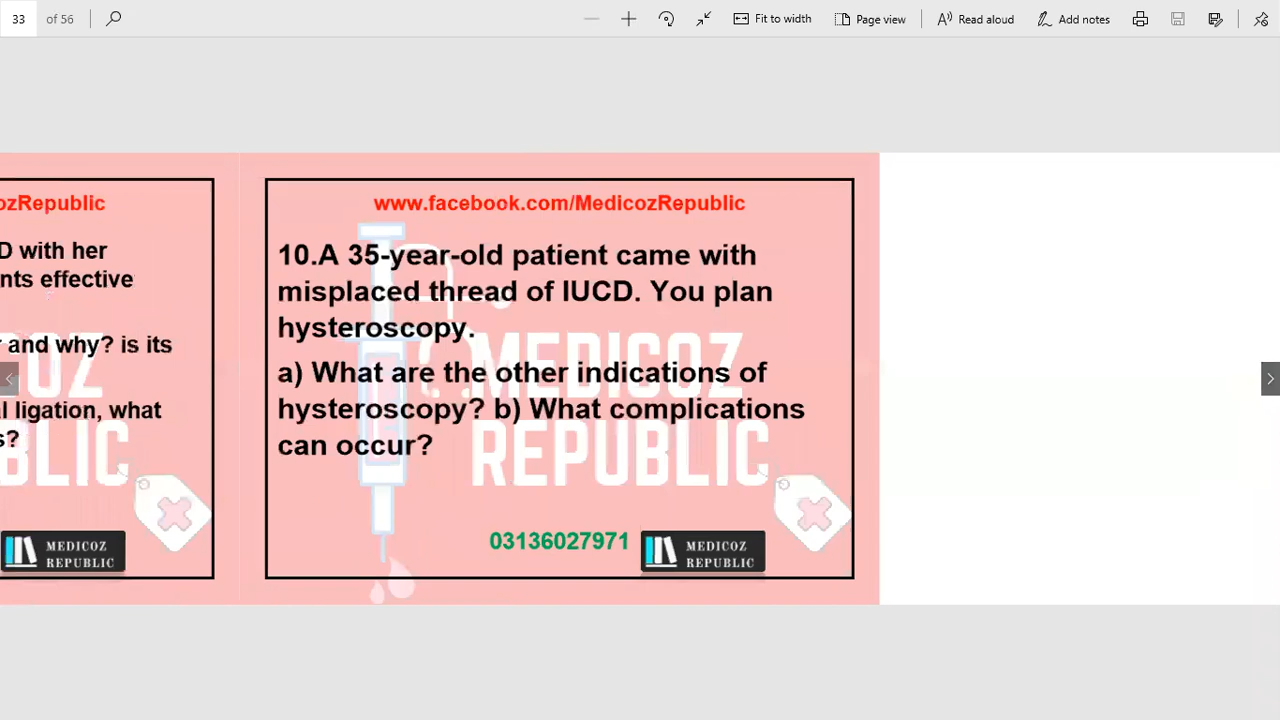 33 of 56 Fit to width Page view Read aloud Add notes
ozRepublic
D with her
nts effective
r and why? is its
al ligation, what
s?
OZ
BLIC
MEDICOZ
REPUBLIC
www.facebook.com/MedicozRepublic
10.A 35-year-old patient came with
misplaced thread of IUCD. You plan
hysteroscopy.
a) What are the other indications of
hysteroscopy? b) What complications
can occur?
MEDICOZ
REPUBLIC
03136027971
MEDICOZ
REPUBLIC